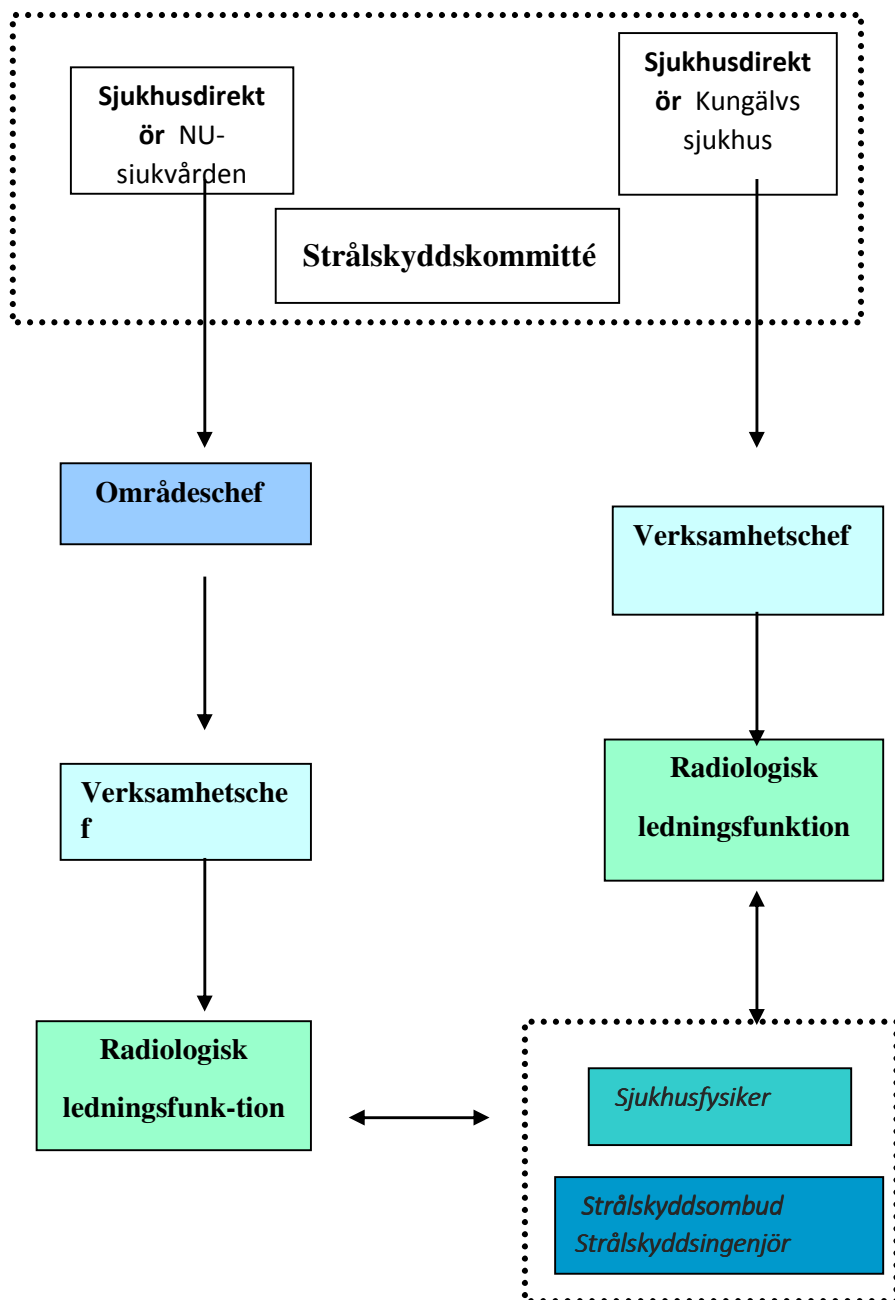 Sjukhusdirekt
ör NU-
sjukvården
Sjukhusdirekt
ör Kungälvs
sjukhus
Strålskyddskommitté
Områdeschef
Verksamhetschef
Verksamhetsche
f
Radiologisk
ledningsfunktion
Radiologisk
ledningsfunk-tion
Sjukhusfysiker
Strålskyddsombud
Strålskyddsingenjör